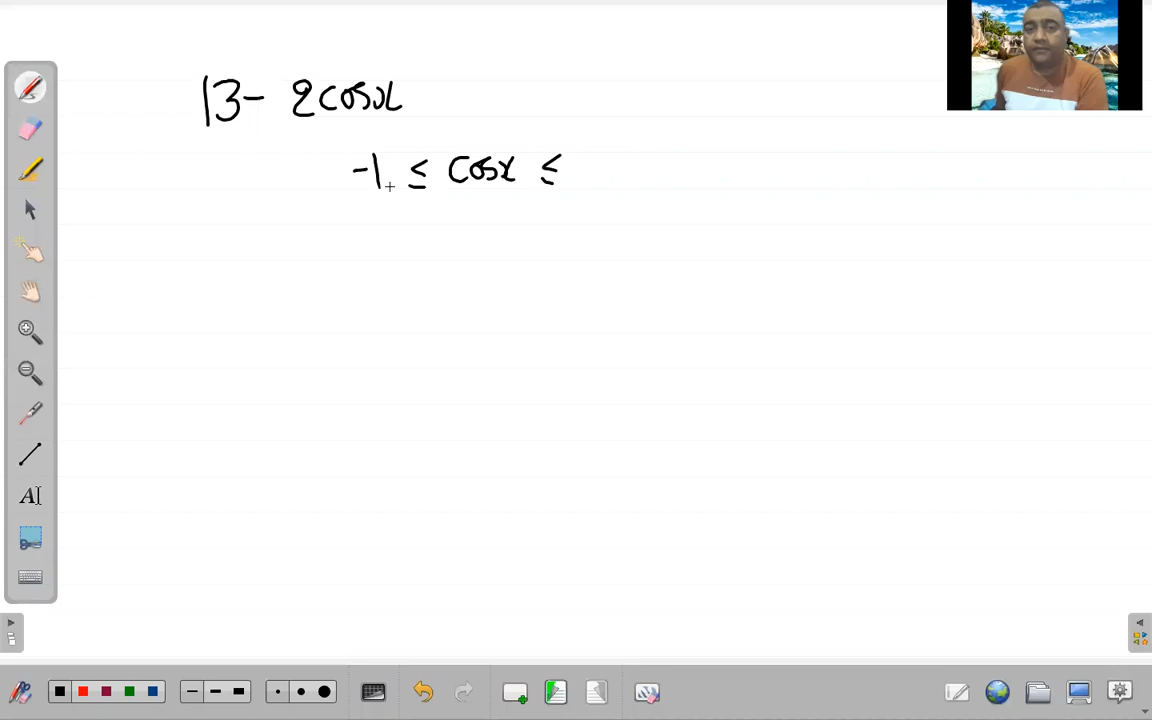 13- 2cosx
-1 ≤ cosx ≤